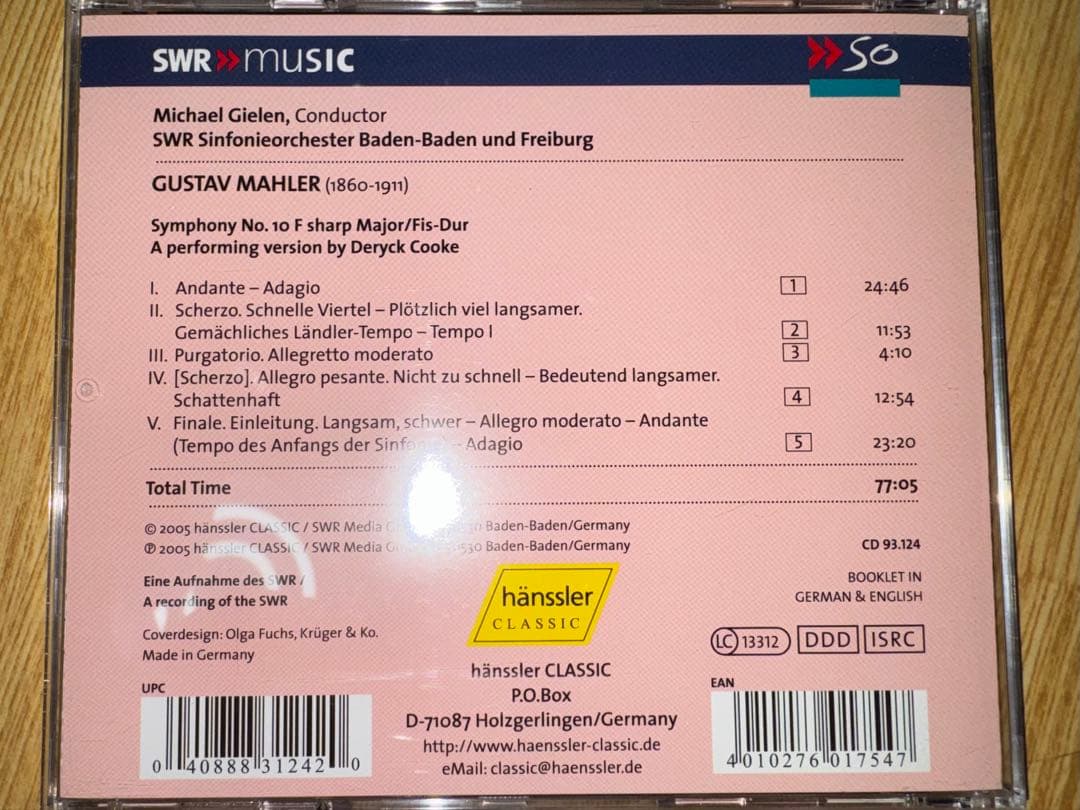 SWR»music
»SO
Michael Gielen, Conductor
SWR Sinfonieorchester Baden-Baden und Freiburg
GUSTAV MAHLER (1860-1911)
Symphony No. 10 F sharp Major/Fis-Dur
A performing version by Deryck Cooke
I. Andante – Adagio 1 24:46
II. Scherzo. Schnelle Viertel – Plötzlich viel langsamer.
Gemächliches Ländler-Tempo – Tempo I 2 11:53
III. Purgatorio. Allegretto moderato 3 4:10
IV. [Scherzo]. Allegro pesante. Nicht zu schnell – Bedeutend langsamer.
Schattenhaft 4 12:54
V. Finale. Einleitung. Langsam, schwer – Allegro moderato – Andante
(Tempo des Anfangs der – Adagio 5 23:20
Total Time 77:05
© 2005 hänssler CLASSIC / SWR Media Baden-Baden/Germany
℗ 2005 hänssler CLASSIC / SWR Media Baden-Baden/Germany
CD 93.124
Eine Aufnahme des SWR /
A recording of the SWR
BOOKLET IN
GERMAN & ENGLISH
hänssler
CLASSIC
Coverdesign: Olga Fuchs, Krüger & Ko.
Made in Germany
LC 13312 DDD ISRC
hänssler CLASSIC
P.O.Box
D-71087 Holzgerlingen/Germany
http://www.haenssler-classic.de
eMail: classic@haenssler.de
UPC
0 40888 31242 0
EAN
4 010276 017547